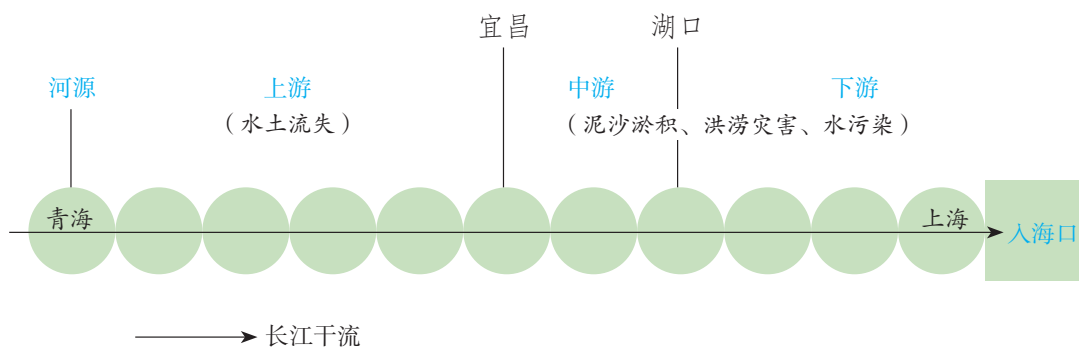 宜昌
湖口
河源
上游
中游
下游
（水土流失）
（泥沙淤积、洪涝灾害、水污染）
青海
上海
入海口
长江干流